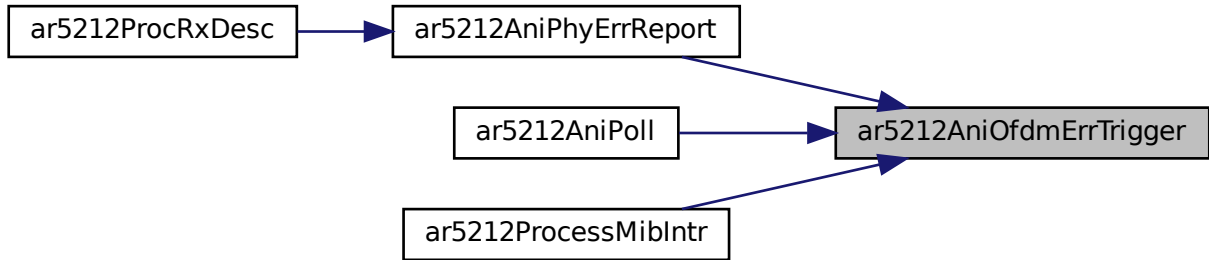 ar5212ProcRxDesc
ar5212AniPhyErrReport
ar5212AniPoll
ar5212AniOfdmErrTrigger
ar5212ProcessMibIntr